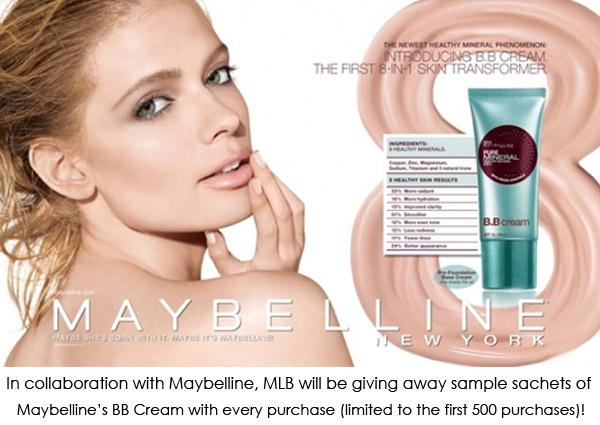 THE NEWEST HEALTHY MINERAL PHENOMENON:
INTRODUCING B.B CREAM.
THE FIRST 8-IN-1 SKIN TRANSFORMER.
INGREDIENTS:
8 HEALTHY MINERALS.
Copper, Zinc, Magnesium,
Sodium, Titanium and 3 natural Irons
8 HEALTHY SKIN RESULTS
More radiant
More hydration
Improved clarity
Smoother
More even tone
Less redness
Fewer lines
Better appearance
PURE
MINERAL
B.B cream
Pre-Foundation
Base Cream
MAYBELLINE
NEW YORK
MAYBE SHE'S BORN WITH IT. MAYBE IT'S MAYBELLINE.
In collaboration with Maybelline, MLB will be giving away sample sachets of
Maybelline's BB Cream with every purchase (limited to the first 500 purchases)!